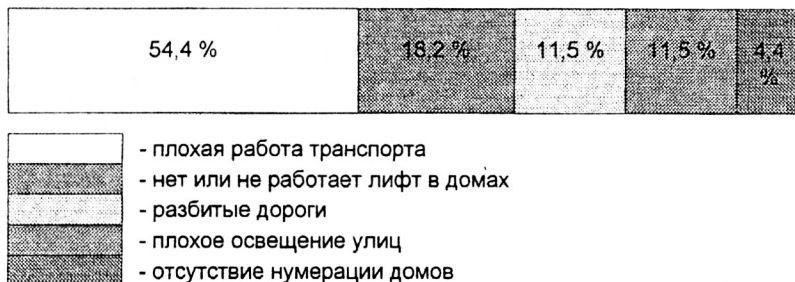 54,4 % 18,2 % 11,5 % 11,5 % 4,4 %
- плохая работа транспорта
- нет или не работает лифт в домах
- разбитые дороги
- плохое освещение улиц
- отсутствие нумерации домов